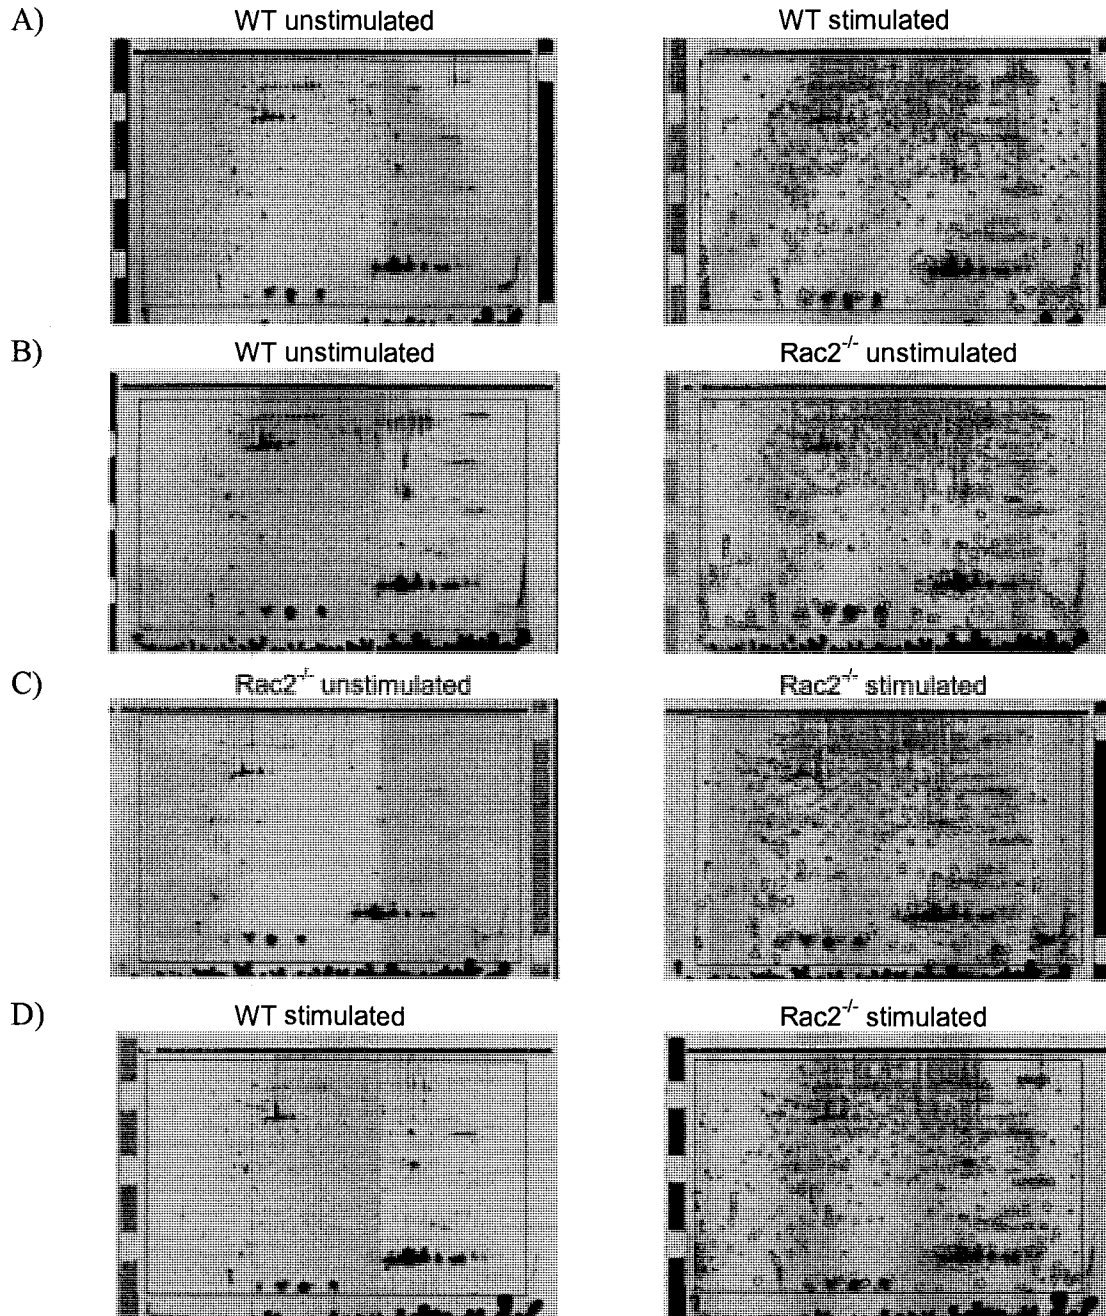 A) WT unstimulated WT stimulated
B) WT unstimulated Rac2-/- unstimulated
C) Rac2-/- unstimulated Rac2-/- stimulated
D) WT stimulated Rac2-/- stimulated